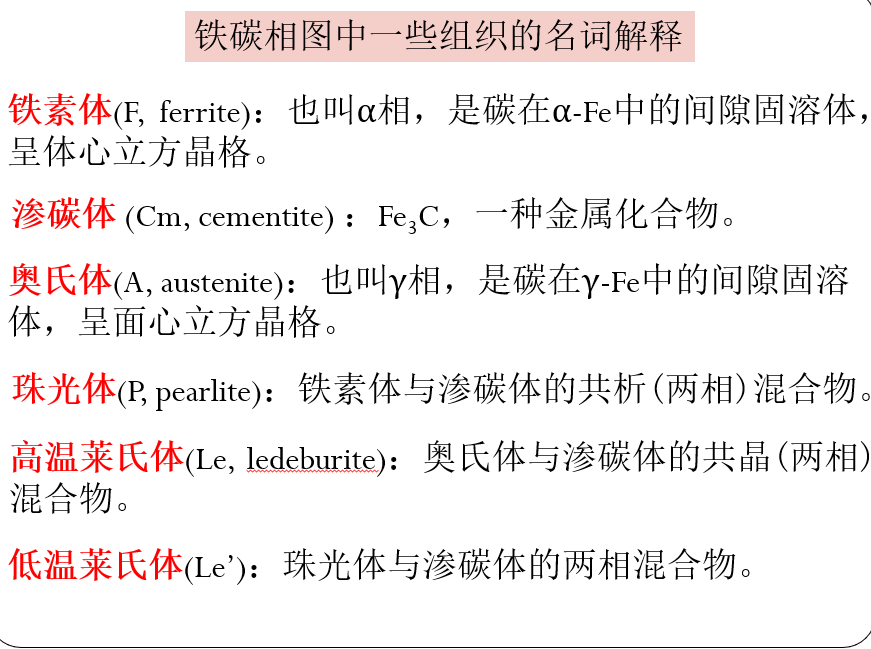 铁碳相图中一些组织的名词解释
铁素体(F, ferrite)：也叫α相，是碳在α-Fe中的间隙固溶体，
呈体心立方晶格。
渗碳体 (Cm, cementite)：Fe₃C，一种金属化合物。
奥氏体(A, austenite)：也叫γ相，是碳在γ-Fe中的间隙固溶
体，呈面心立方晶格。
珠光体(P, pearlite)：铁素体与渗碳体的共析(两相)混合物。
高温莱氏体(Le, ledeburite)：奥氏体与渗碳体的共晶(两相)
混合物。
低温莱氏体(Le’)：珠光体与渗碳体的两相混合物。